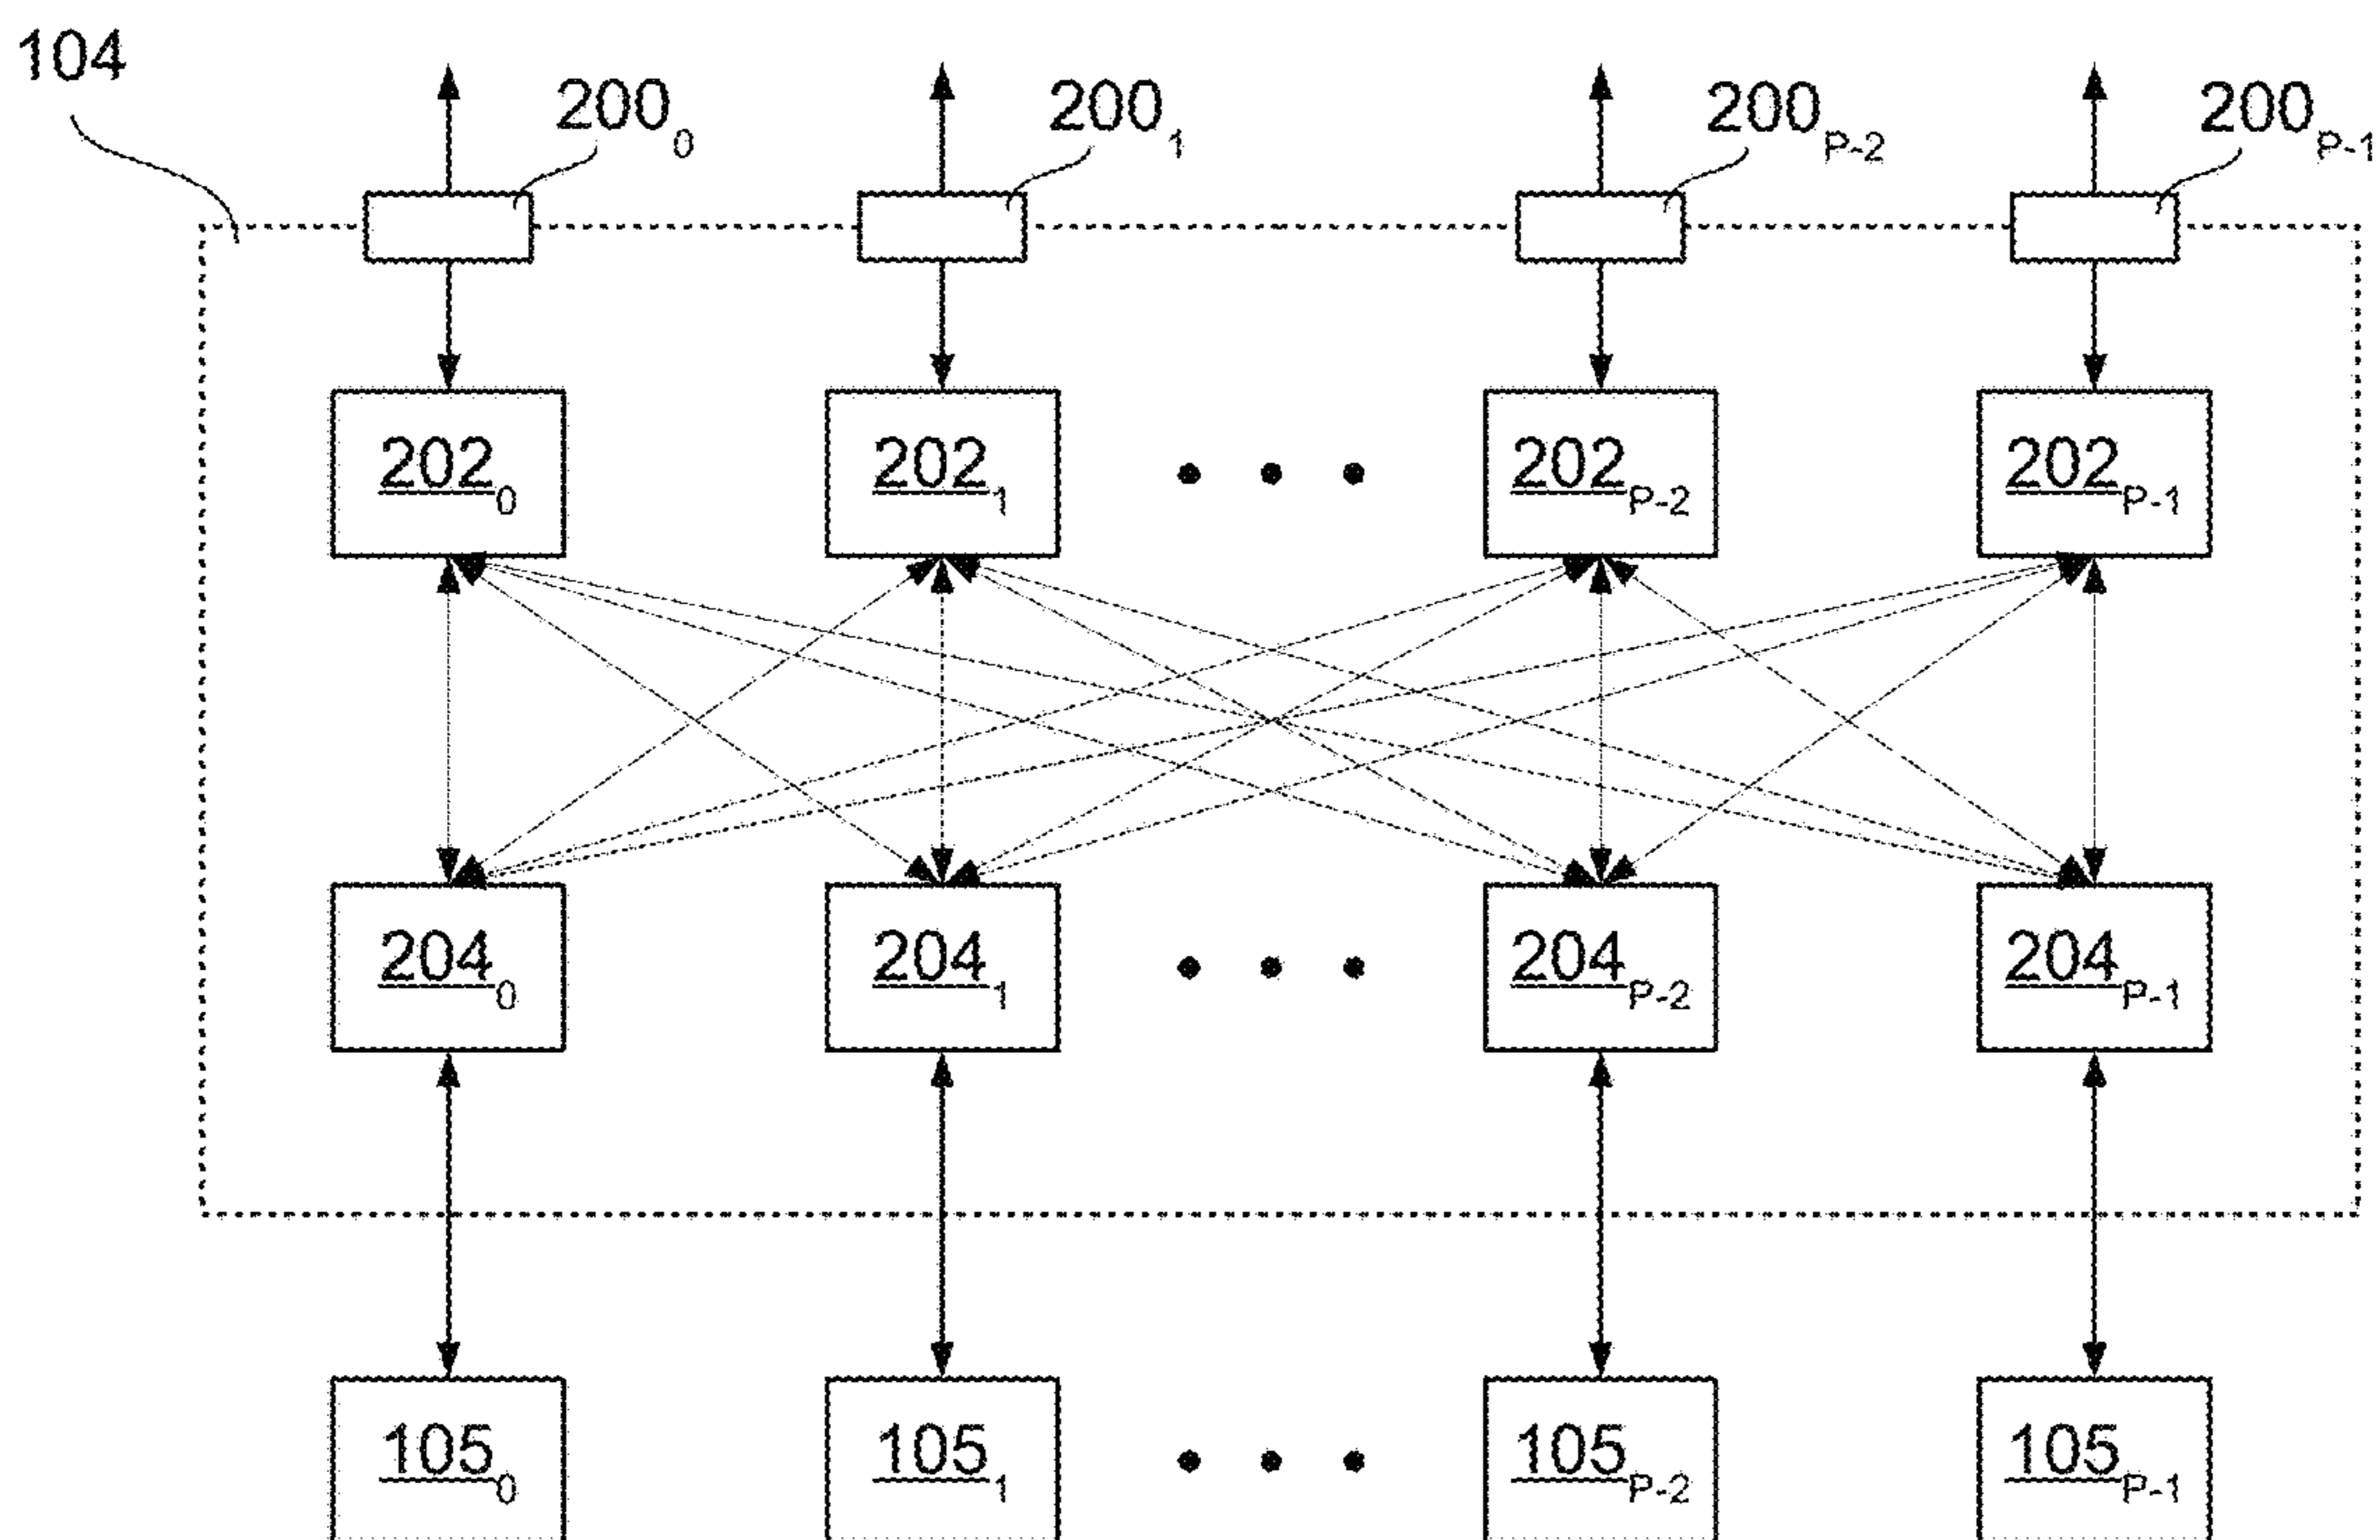 104
200₀ 200₁ 200P-2 200P-1
202₀ 202₁ • • • 202P-2 202P-1
204₀ 204₁ • • • 204P-2 204P-1
105₀ 105₁ • • • 105P-2 105P-1